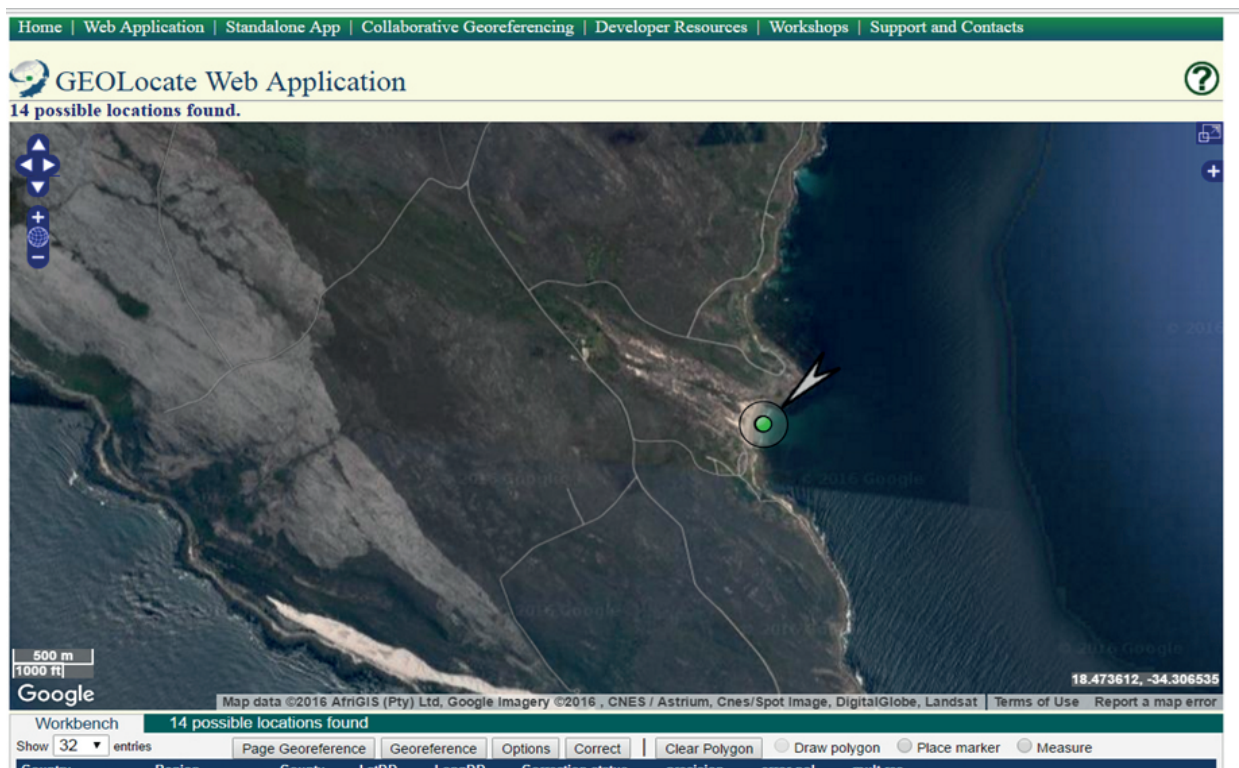 Home | Web Application | Standalone App | Collaborative Georeferencing | Developer Resources | Workshops | Support and Contacts
GEOLocate Web Application
?
14 possible locations found.
© 2016
© 2016 Google
© 2016 Google
2016 Google
2016
© 2016 Google
500 m
1000 ft
18.473612, -34.306535
Google
Map data ©2016 AfriGIS (Pty) Ltd, Google Imagery ©2016 , CNES / Astrium, Cnes/Spot Image, DigitalGlobe, Landsat | Terms of Use Report a map error
Workbench 14 possible locations found
Show 32 entries Page Georeference Georeference Options Correct | Clear Polygon Draw polygon Place marker Measure